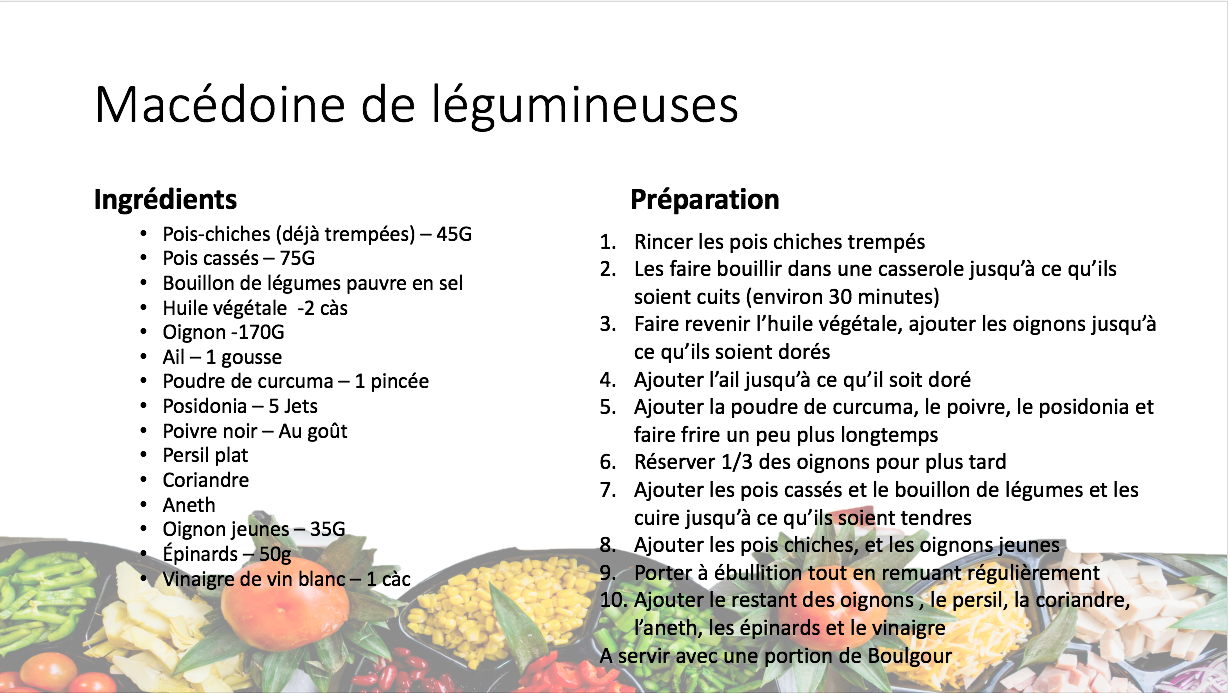 Macédoine de légumineuses
Ingrédients
• Pois-chiches (déjà trempées) – 45G
• Pois cassés – 75G
• Bouillon de légumes pauvre en sel
• Huile végétale  -2 càs
• Oignon -170G
• Ail – 1 gousse
• Poudre de curcuma – 1 pincée
• Posidonia – 5 Jets
• Poivre noir – Au goût
• Persil plat
• Coriandre
• Aneth
• Oignon jeunes – 35G
• Épinards – 50g
• Vinaigre de vin blanc – 1 càc
Préparation
1. Rincer les pois chiches trempés
2. Les faire bouillir dans une casserole jusqu’à ce qu’ils
soient cuits (environ 30 minutes)
3. Faire revenir l’huile végétale, ajouter les oignons jusqu’à
ce qu’ils soient dorés
4. Ajouter l’ail jusqu’à ce qu’il soit doré
5. Ajouter la poudre de curcuma, le poivre, le posidonia et
faire frire un peu plus longtemps
6. Réserver 1/3 des oignons pour plus tard
7. Ajouter les pois cassés et le bouillon de légumes et les
cuire jusqu’à ce qu’ils soient tendres
8. Ajouter les pois chiches, et les oignons jeunes
9. Porter à ébullition tout en remuant régulièrement
10. Ajouter le restant des oignons , le persil, la coriandre,
l’aneth, les épinards et le vinaigre
A servir avec une portion de Boulgour